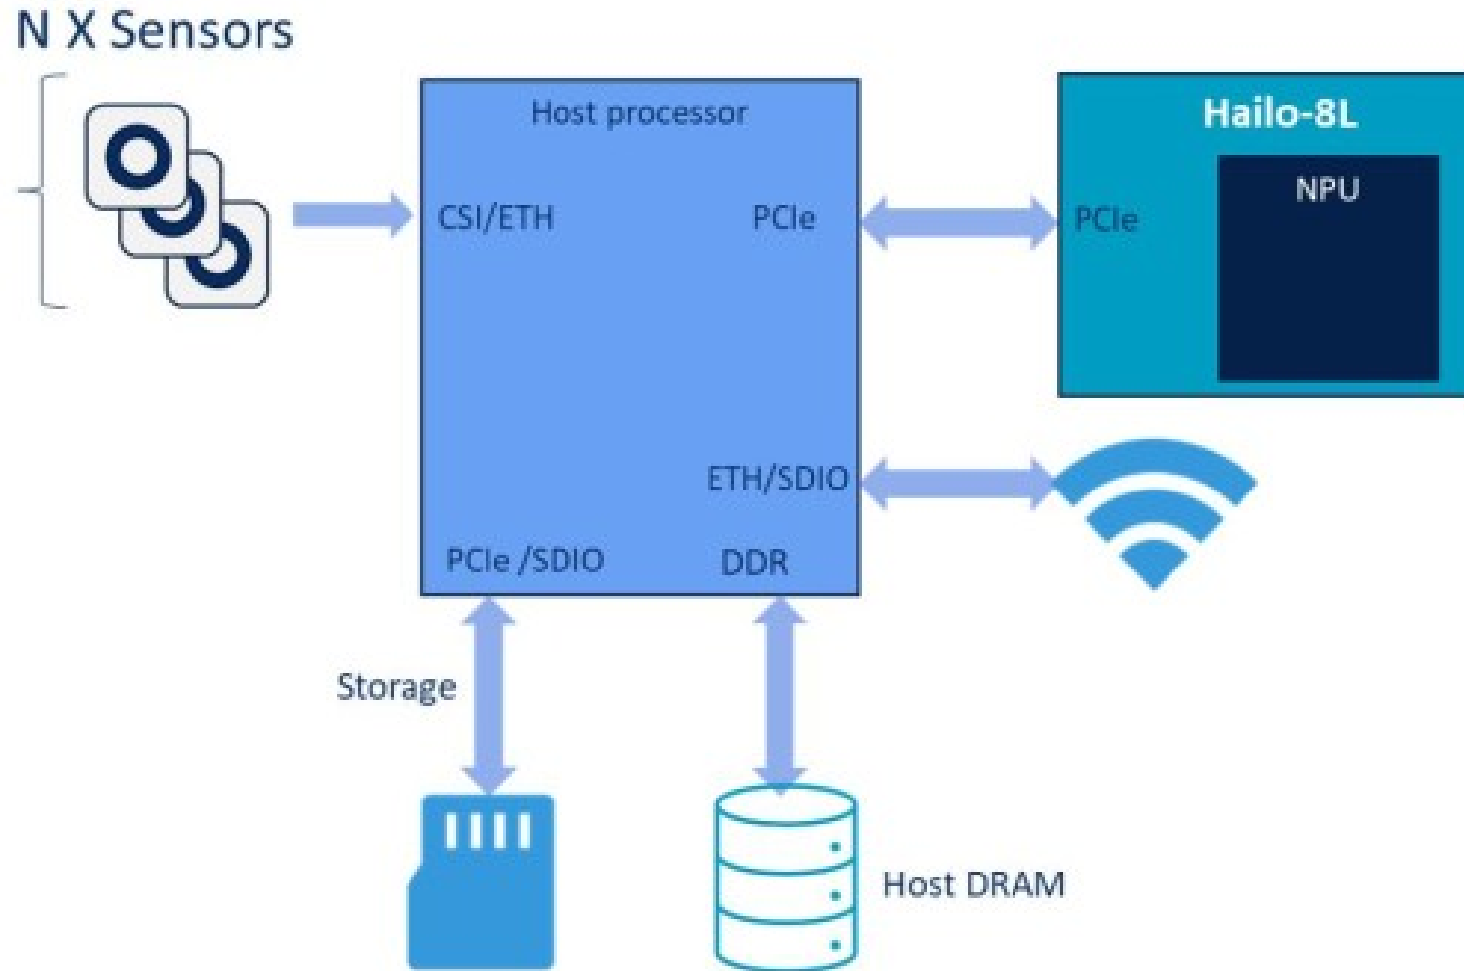 N X Sensors
Host processor
Hailo-8L
NPU
CSI/ETH
PCIe
PCIe
ETH/SDIO
PCIe /SDIO
DDR
Storage
Host DRAM